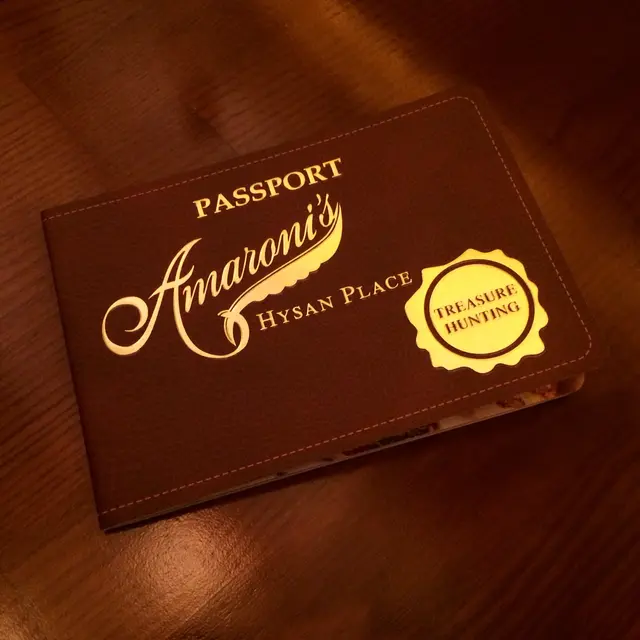 PASSPORT
Amaroni's
HYSAN PLACE
TREASURE
HUNTING